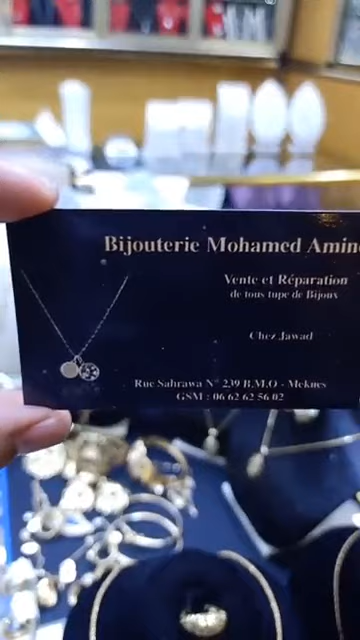 Bijouterie Mohamed Amine
Vente et Réparation
de tous tupe de Bijoux
Chez Jawad
Rue Sahrawa N° 239 B.M.O - Meknes
GSM : 06 62 62 56 02